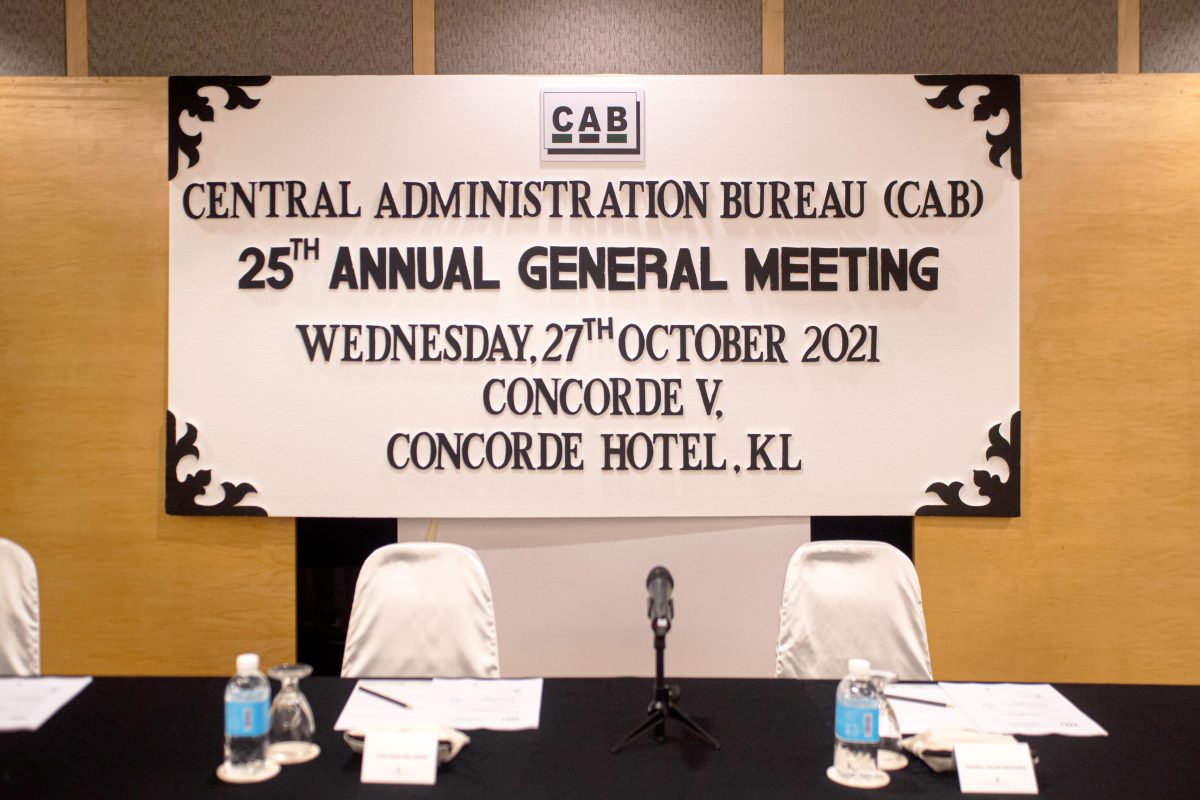 CAB
CENTRAL ADMINISTRATION BUREAU (CAB)
25TH ANNUAL GENERAL MEETING
WEDNESDAY, 27TH OCTOBER 2021
CONCORDE V,
CONCORDE HOTEL, KL